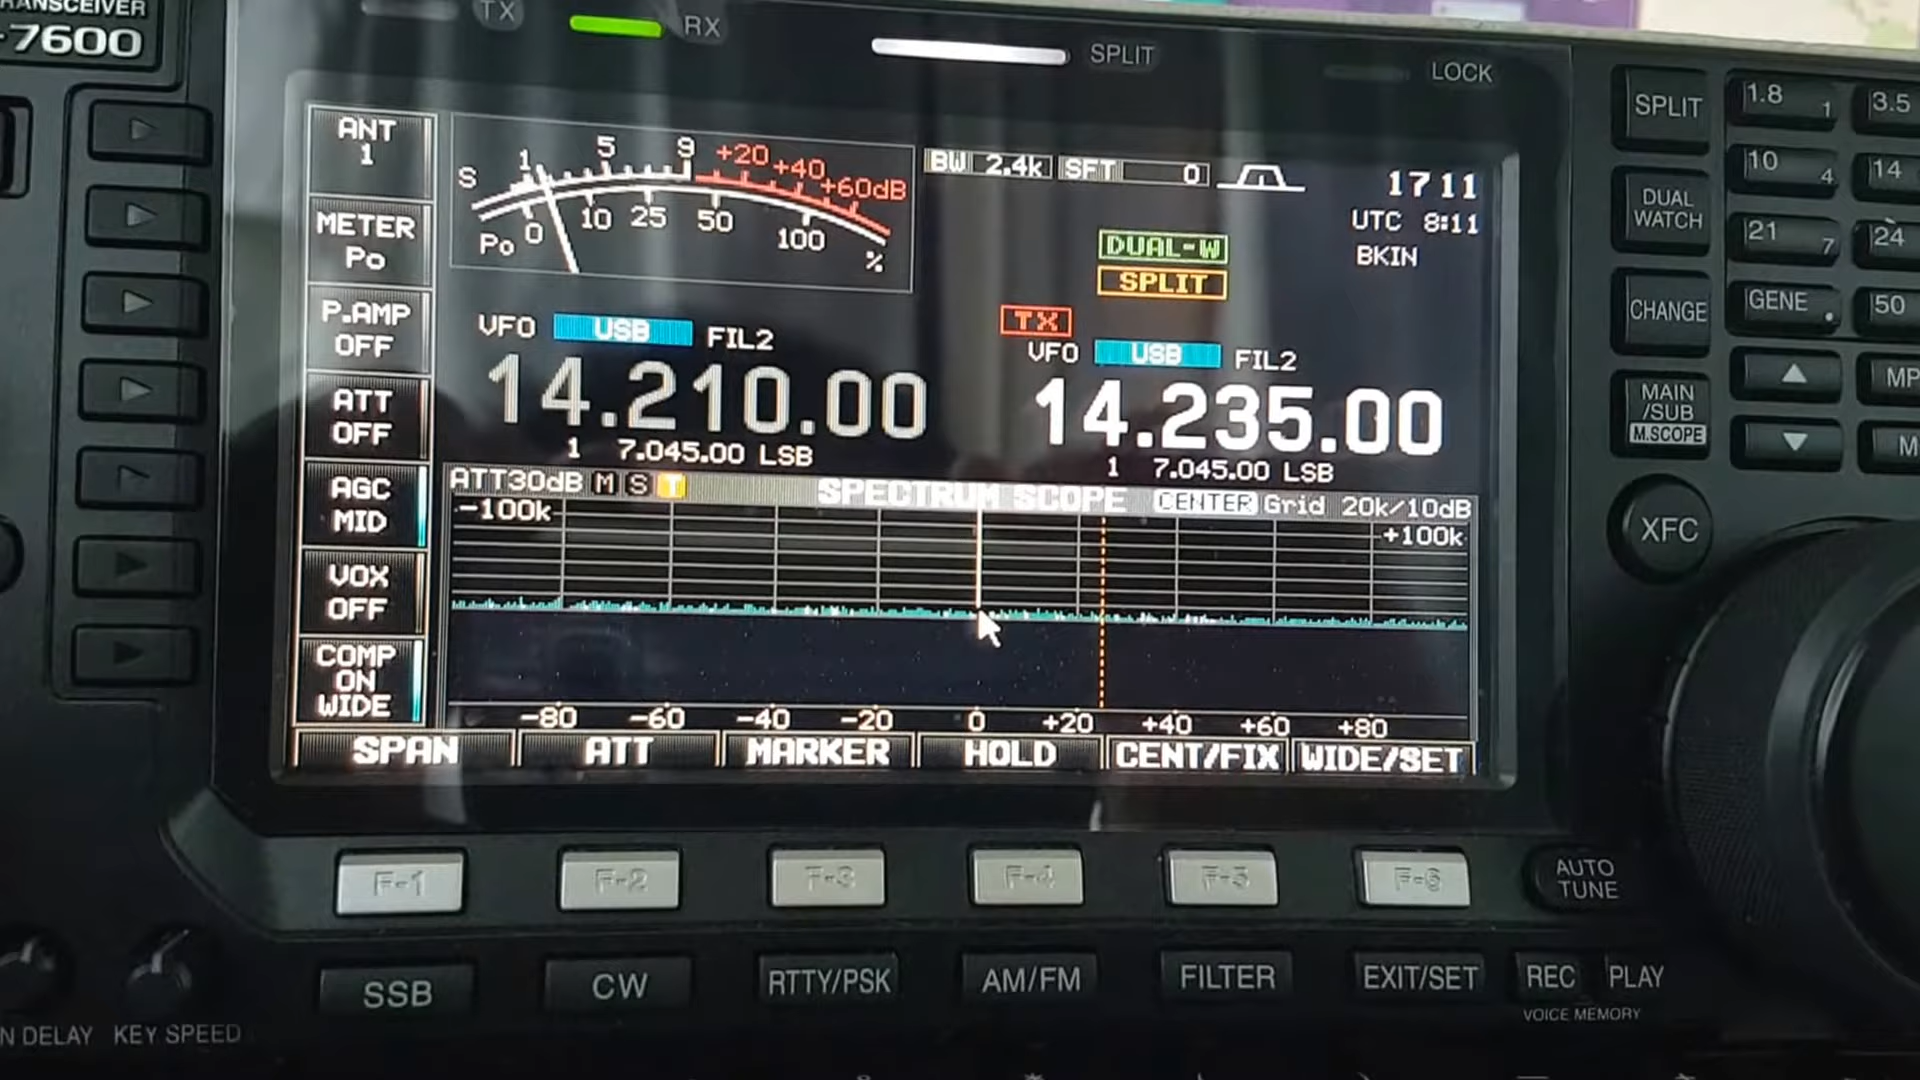 TRANSCEIVER
-7600
TX
RX
SPLIT
LOCK
ANT
1
METER
Po
P.AMP
OFF
ATT
OFF
AGC
MID
VOX
OFF
COMP
ON
WIDE
S 1 5 9 +20 +40 +60dB
Po 0 10 25 50 100 %
BW 2.4k SFT 0
17 11
UTC 8:11
BKIN
DUAL-W
SPLIT
VFO USB FIL2
14.210.00
1 7.045.00 LSB
TX
VFO USB FIL2
14.235.00
1 7.045.00 LSB
ATT30dB M S T SPECTRUM SCOPE CENTER Grid 20k/10dB
-100k +100k
-80 -60 -40 -20 0 +20 +40 +60 +80
SPAN ATT MARKER HOLD CENT/FIX WIDE/SET
F-1 F-2 F-3 F-4 F-5 F-6
AUTO
TUNE
SSB CW RTTY/PSK AM/FM FILTER EXIT/SET REC PLAY
VOICE MEMORY
N DELAY KEY SPEED
SPLIT
DUAL
WATCH
CHANGE
MAIN
/SUB
M.SCOPE
XFC
1.8 1 3.5
10 4 14
21 7 24
GENE . 50
MP
M